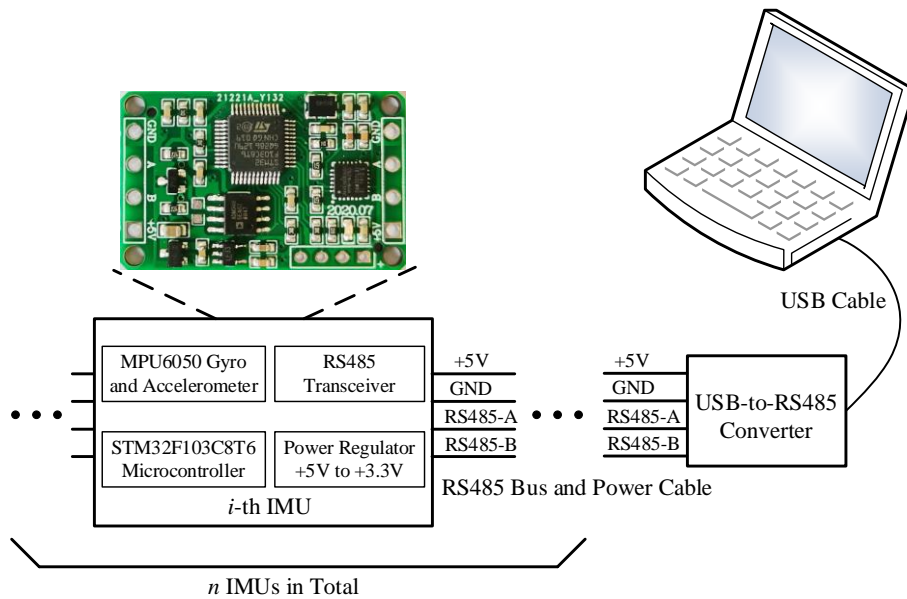 21221A_Y132
GND
A
B
+5V
STM32
GND
A
+5V
2020.07
+
USB Cable
MPU6050 Gyro
and Accelerometer
RS485
Transceiver
STM32F103C8T6
Microcontroller
Power Regulator
+5V to +3.3V
i-th IMU
+5V
GND
RS485-A
RS485-B
+5V
GND
RS485-A
RS485-B
USB-to-RS485
Converter
RS485 Bus and Power Cable
n IMUs in Total